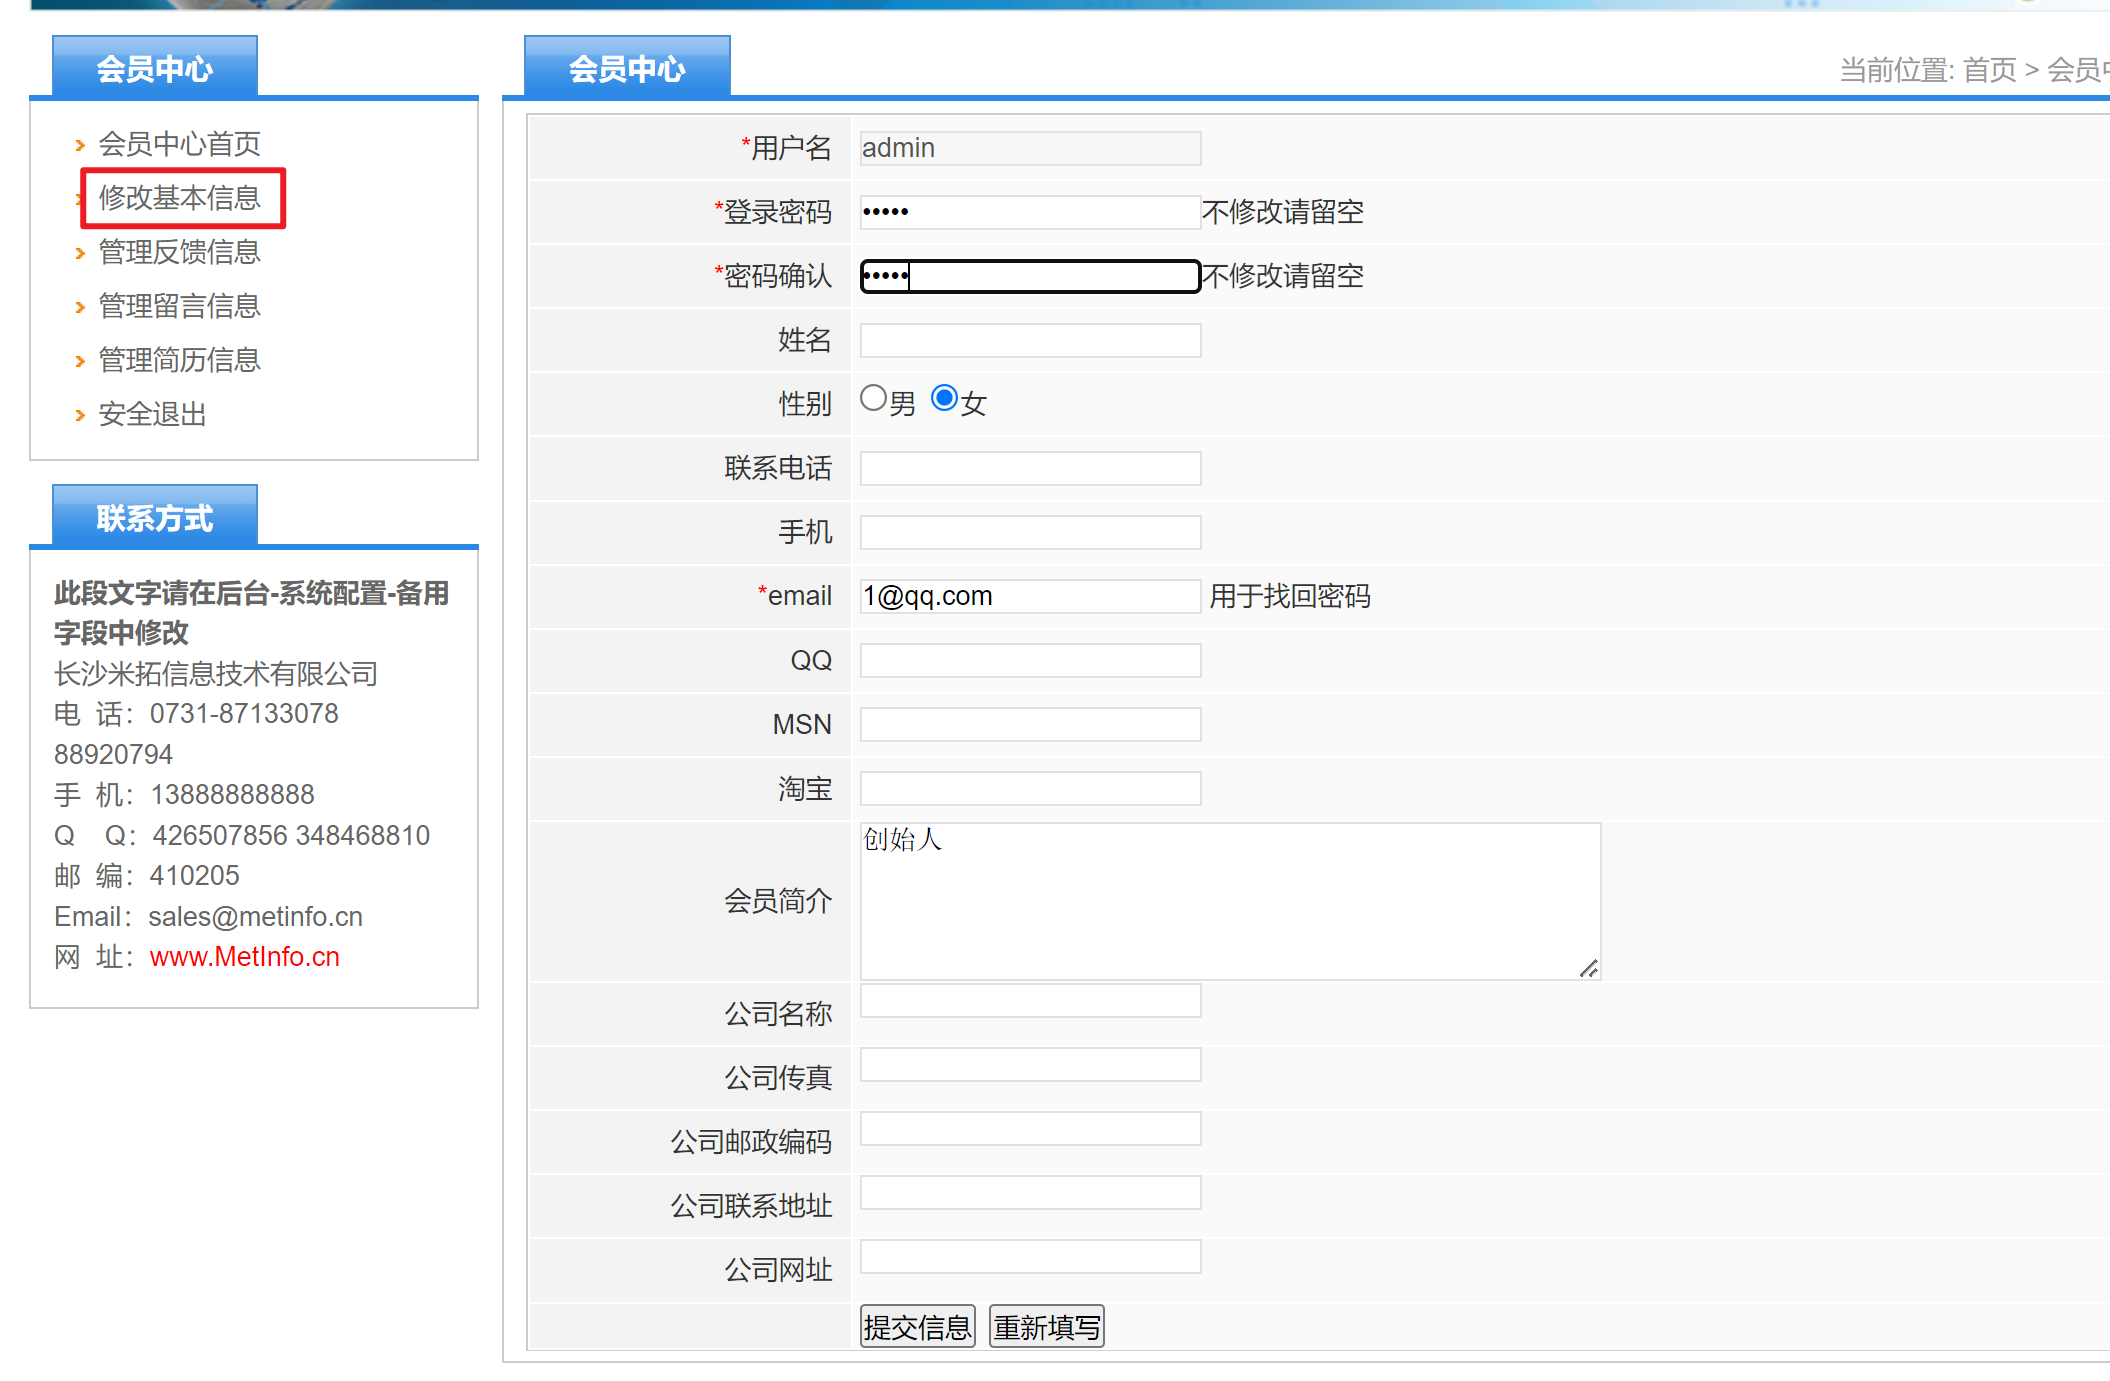 会员中心
会员中心首页
修改基本信息
管理反馈信息
管理留言信息
管理简历信息
安全退出
联系方式
此段文字请在后台-系统配置-备用
字段中修改
长沙米拓信息技术有限公司
电 话：0731-87133078
88920794
手 机：13888888888
Q Q：426507856 348468810
邮 编：410205
Email：sales@metinfo.cn
网 址：www.MetInfo.cn
会员中心
当前位置: 首页 > 会员中
*用户名 admin
*登录密码 ••••• 不修改请留空
*密码确认 ••••• 不修改请留空
姓名
性别 男 女
联系电话
手机
*email 1@qq.com 用于找回密码
QQ
MSN
淘宝
会员简介 创始人
公司名称
公司传真
公司邮政编码
公司联系地址
公司网址
提交信息 重新填写